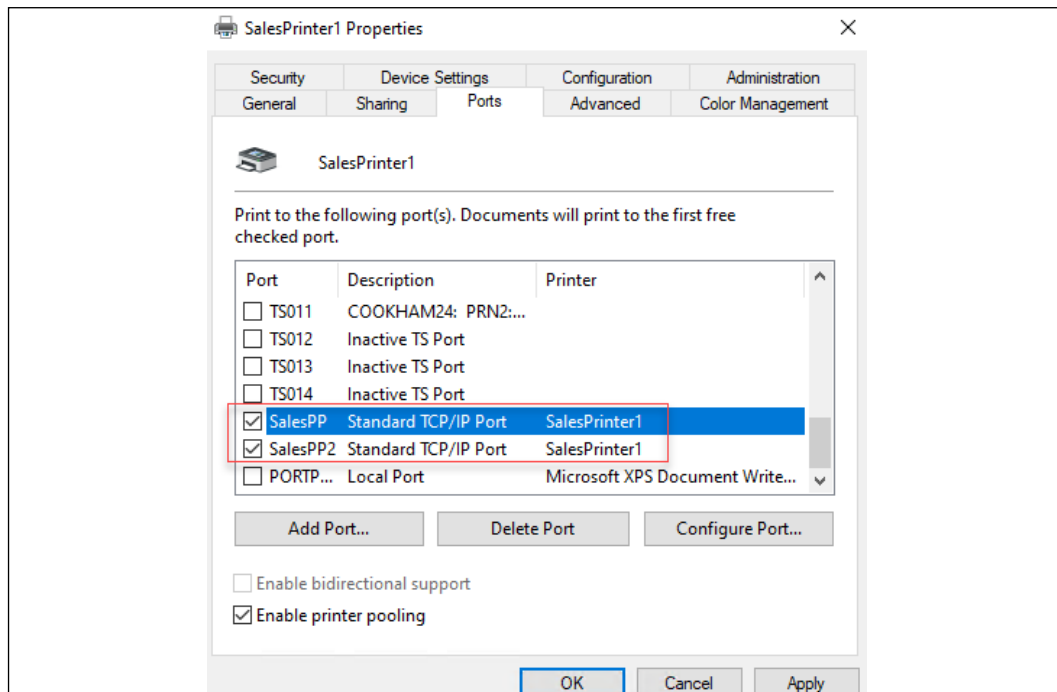 SalesPrinter1 Properties
Security Device Settings Configuration Administration
General Sharing Ports Advanced Color Management
SalesPrinter1
Print to the following port(s). Documents will print to the first free
checked port.
Port Description Printer
TS011 COOKHAM24: PRN2:...
TS012 Inactive TS Port
TS013 Inactive TS Port
TS014 Inactive TS Port
SalesPP Standard TCP/IP Port SalesPrinter1
SalesPP2 Standard TCP/IP Port SalesPrinter1
PORTP... Local Port Microsoft XPS Document Write...
Add Port... Delete Port Configure Port...
Enable bidirectional support
Enable printer pooling
OK Cancel Apply